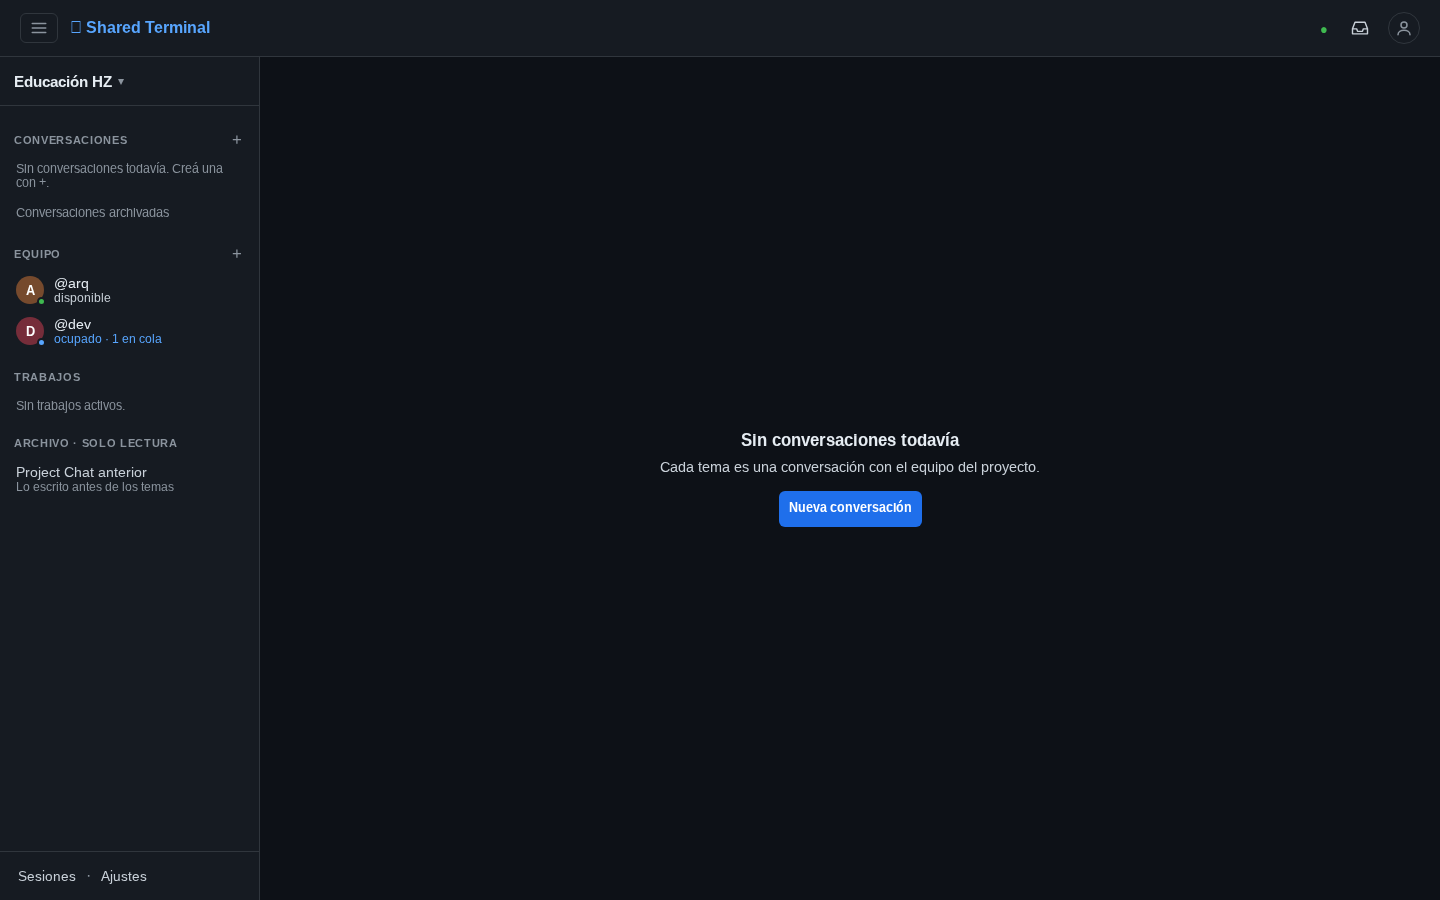 Shared Terminal
Educación HZ ▾
CONVERSACIONES +
Sin conversaciones todavía. Creá una
con +.
Conversaciones archivadas
EQUIPO +
A @arq
disponible
D @dev
ocupado · 1 en cola
TRABAJOS
Sin trabajos activos.
ARCHIVO · SOLO LECTURA
Project Chat anterior
Lo escrito antes de los temas
Sin conversaciones todavía
Cada tema es una conversación con el equipo del proyecto.
Nueva conversación
Sesiones · Ajustes